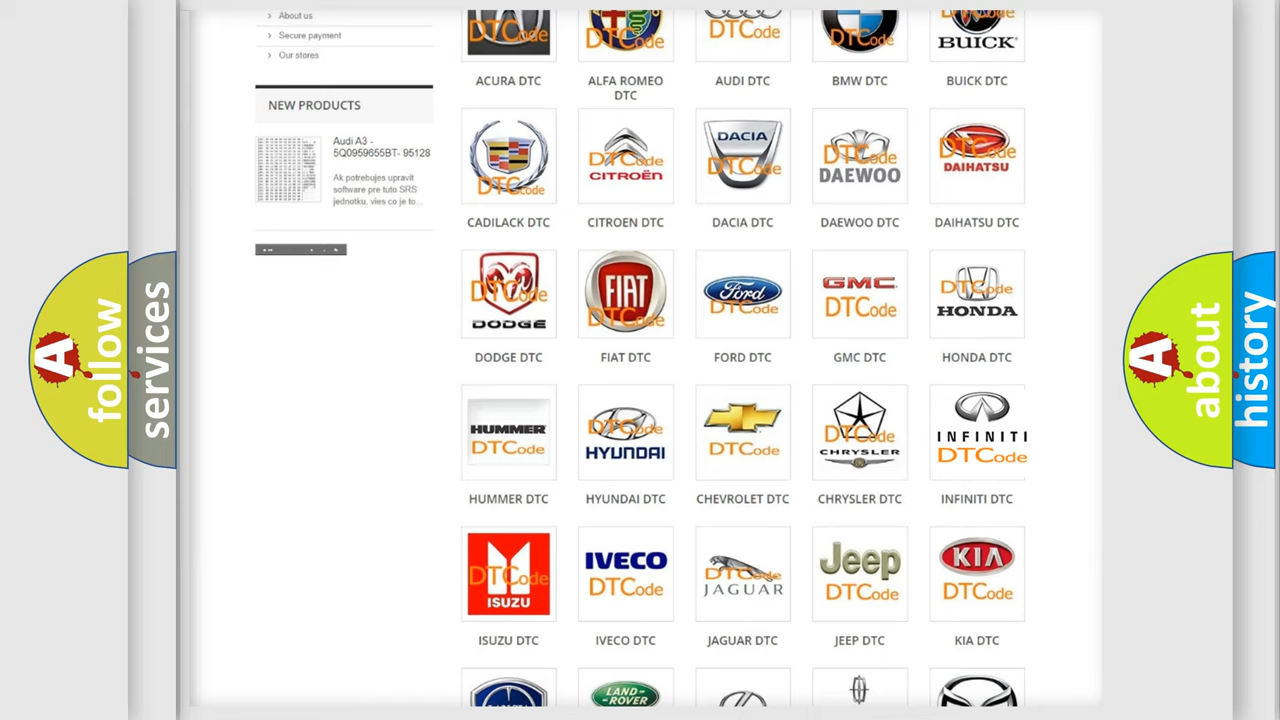 About us
Secure payment
Our stores
NEW PRODUCTS
Audi A3 -
5Q0959655BT- 95128
Ak potrebujes upravit
software pre tuto SRS
jednotku, vies co je to...
DTCode
DTCode
DTCode
DTCode
DTCode
BUICK
ACURA DTC
ALFA ROMEO
DTC
AUDI DTC
BMW DTC
BUICK DTC
DTCode
DTCode
CITROËN
DACIA
DTCode
DTCode
DAEWOO
DTCode
DAIHATSU
CADILACK DTC
CITROEN DTC
DACIA DTC
DAEWOO DTC
DAIHATSU DTC
DTCode
DODGE
FIAT
DTCode
Ford
DTCode
GMC
DTCode
DTCode
HONDA
DODGE DTC
FIAT DTC
FORD DTC
GMC DTC
HONDA DTC
HUMMER
DTCode
DTCode
HYUNDAI
DTCode
DTCode
CHRYSLER
INFINITI
DTCode
HUMMER DTC
HYUNDAI DTC
CHEVROLET DTC
CHRYSLER DTC
INFINITI DTC
DTCode
ISUZU
IVECO
DTCode
DTCode
JAGUAR
Jeep
DTCode
KIA
DTCode
ISUZU DTC
IVECO DTC
JAGUAR DTC
JEEP DTC
KIA DTC
LAND-
ROVER
A
follow
services
A
about
history